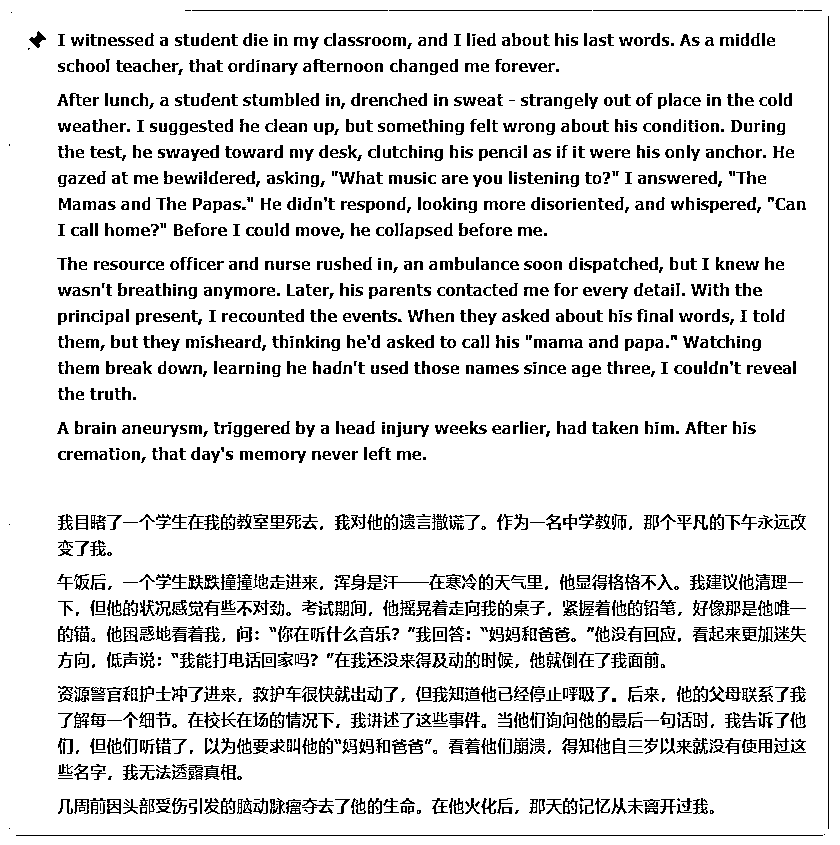 I witnessed a student die in my classroom, and I lied about his last words. As a middle
school teacher, that ordinary afternoon changed me forever.
After lunch, a student stumbled in, drenched in sweat - strangely out of place in the cold
weather. I suggested he clean up, but something felt wrong about his condition. During
the test, he swayed toward my desk, clutching his pencil as if it were his only anchor. He
gazed at me bewildered, asking, "What music are you listening to?" I answered, "The
Mamas and The Papas." He didn't respond, looking more disoriented, and whispered, "Can
I call home?" Before I could move, he collapsed before me.
The resource officer and nurse rushed in, an ambulance soon dispatched, but I knew he
wasn't breathing anymore. Later, his parents contacted me for every detail. With the
principal present, I recounted the events. When they asked about his final words, I told
them, but they misheard, thinking he'd asked to call his "mama and papa." Watching
them break down, learning he hadn't used those names since age three, I couldn't reveal
the truth.
A brain aneurysm, triggered by a head injury weeks earlier, had taken him. After his
cremation, that day's memory never left me.
我目睹了一个学生在我的教室里死去，我对他的遗言撒谎了。作为一名中学教师，那个平凡的下午永远改
变了我。
午饭后，一个学生跌跌撞撞地走进来，浑身是汗——在寒冷的天气里，他显得格格不入。我建议他清理一
下，但他的状况感觉有些不对劲。考试期间，他摇晃着走向我的桌子，紧握着他的铅笔，好像那是他唯一
的锚。他困惑地看着我，问：“你在听什么音乐？”我回答：“妈妈和爸爸。”他没有回应，看起来更加迷失
方向，低声说：“我能打电话回家吗？”在我还没来得及动的时候，他就倒在了我面前。
资源警官和护士冲了进来，救护车很快就出动了，但我知道他已经停止呼吸了。后来，他的父母联系了我
了解每一个细节。在校长在场的情况下，我讲述了这些事件。当他们询问他的最后一句话时，我告诉了他
们，但他们听错了，以为他要求叫他的“妈妈和爸爸”。看着他们崩溃，得知他自三岁以来就没有使用过这
些名字，我无法透露真相。
几周前因头部受伤引发的脑动脉瘤夺去了他的生命。在他火化后，那天的记忆从未离开过我。